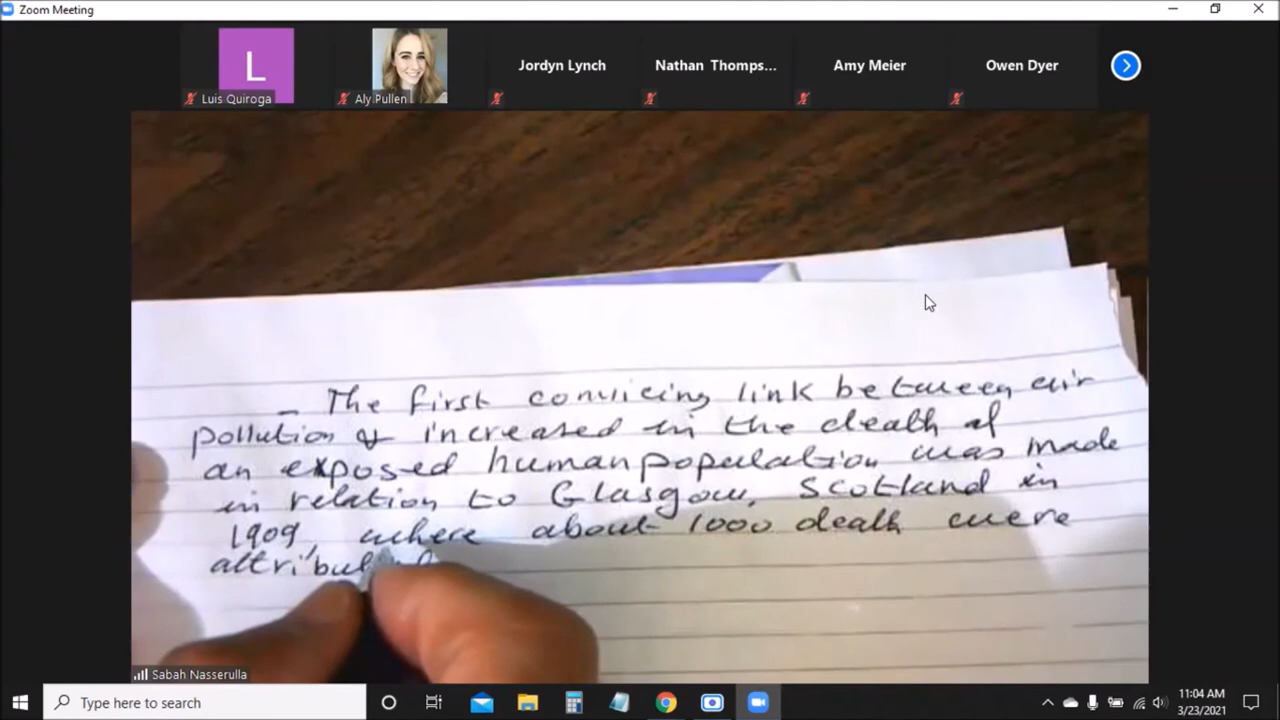 Zoom Meeting
L
Luis Quiroga
Aly Pullen
Jordyn Lynch
Nathan Thomps...
Amy Meier
Owen Dyer
- The first convicing link between air
pollution & increased in the death of
an exposed human population was made
in relation to Glasgow, Scotland in
1909, where about 1000 death were
Sabah Nasserulla
Type here to search
11:04 AM
3/23/2021